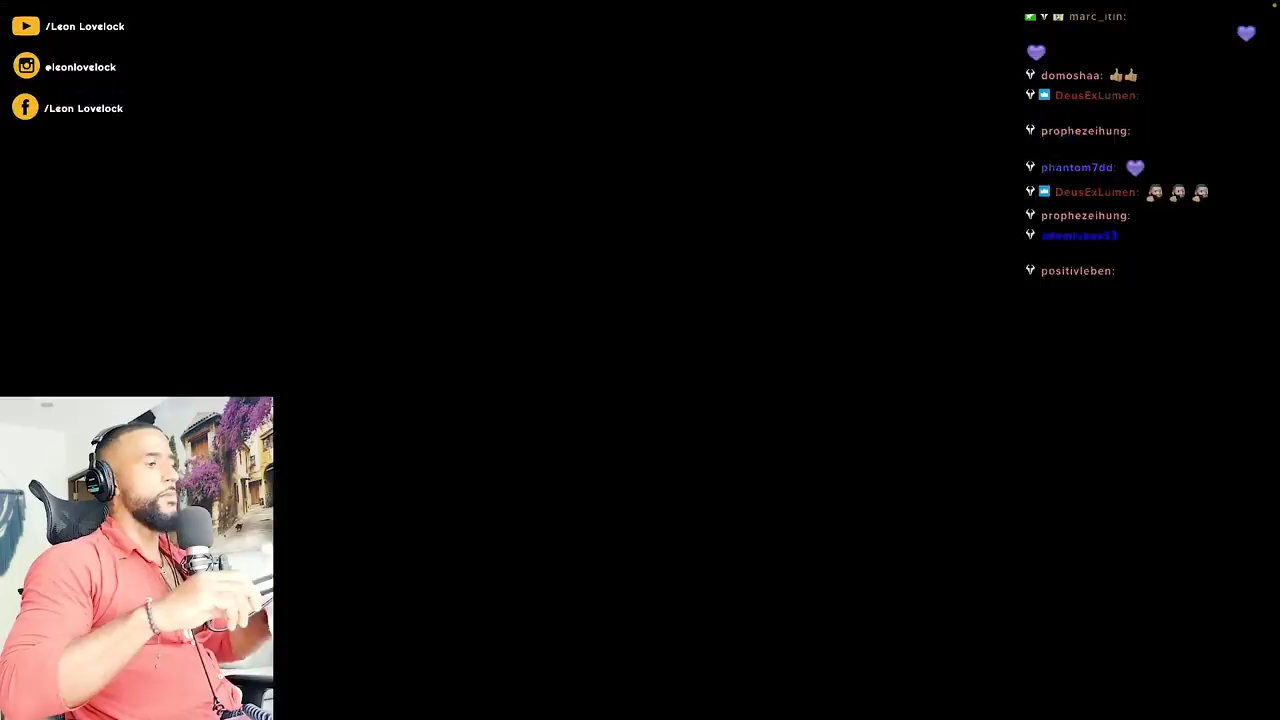 /Leon Lovelock
@leonlovelock
/Leon Lovelock
marc_itin:
domoshaa:
DeusExLumen:
prophezeihung:
phantom7dd:
DeusExLumen:
prophezeihung:
positivleben: